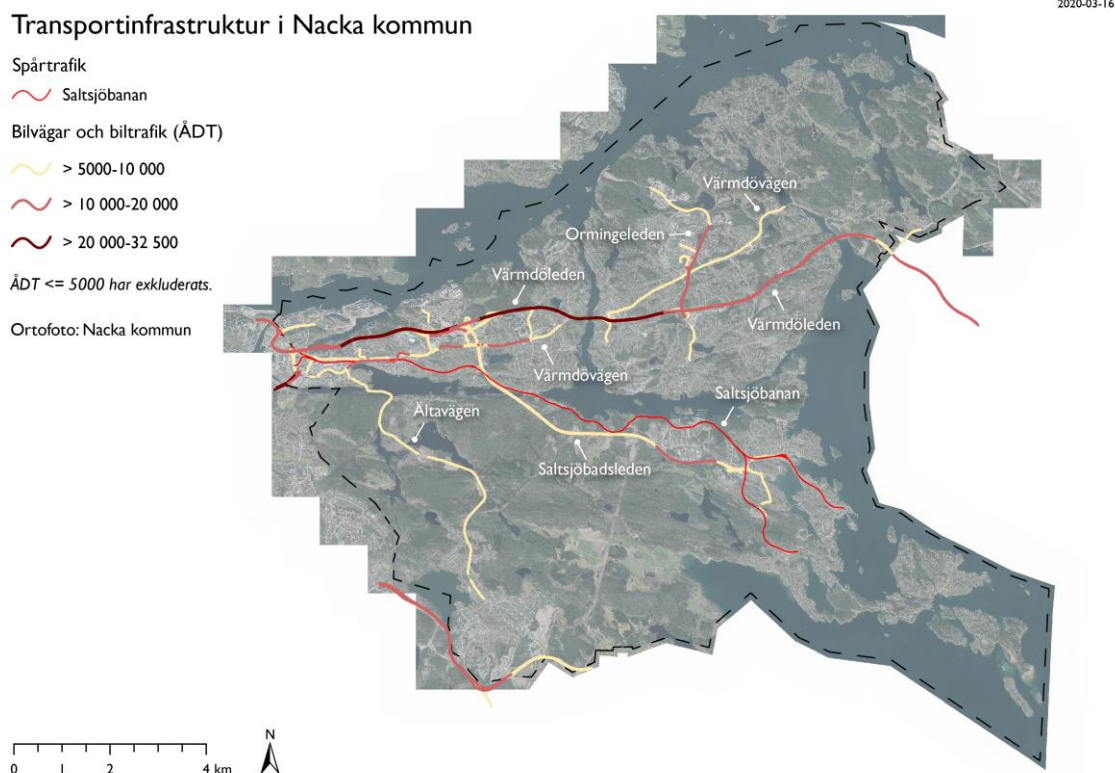 2020-03-16
Transportinfrastruktur i Nacka kommun
Spårtrafik
Saltsjöbanan
Bilvägar och biltrafik (ÅDT)
> 5000-10 000
> 10 000-20 000
> 20 000-32 500
ÅDT <= 5000 har exkluderats.
Ortofoto: Nacka kommun
Värmdövägen
Ormingeleden
Värmdöleden
Värmdöleden
Värmdövägen
Saltsjöbanan
Ältavägen
Saltsjöbadsleden
N
0 1 2 4 km